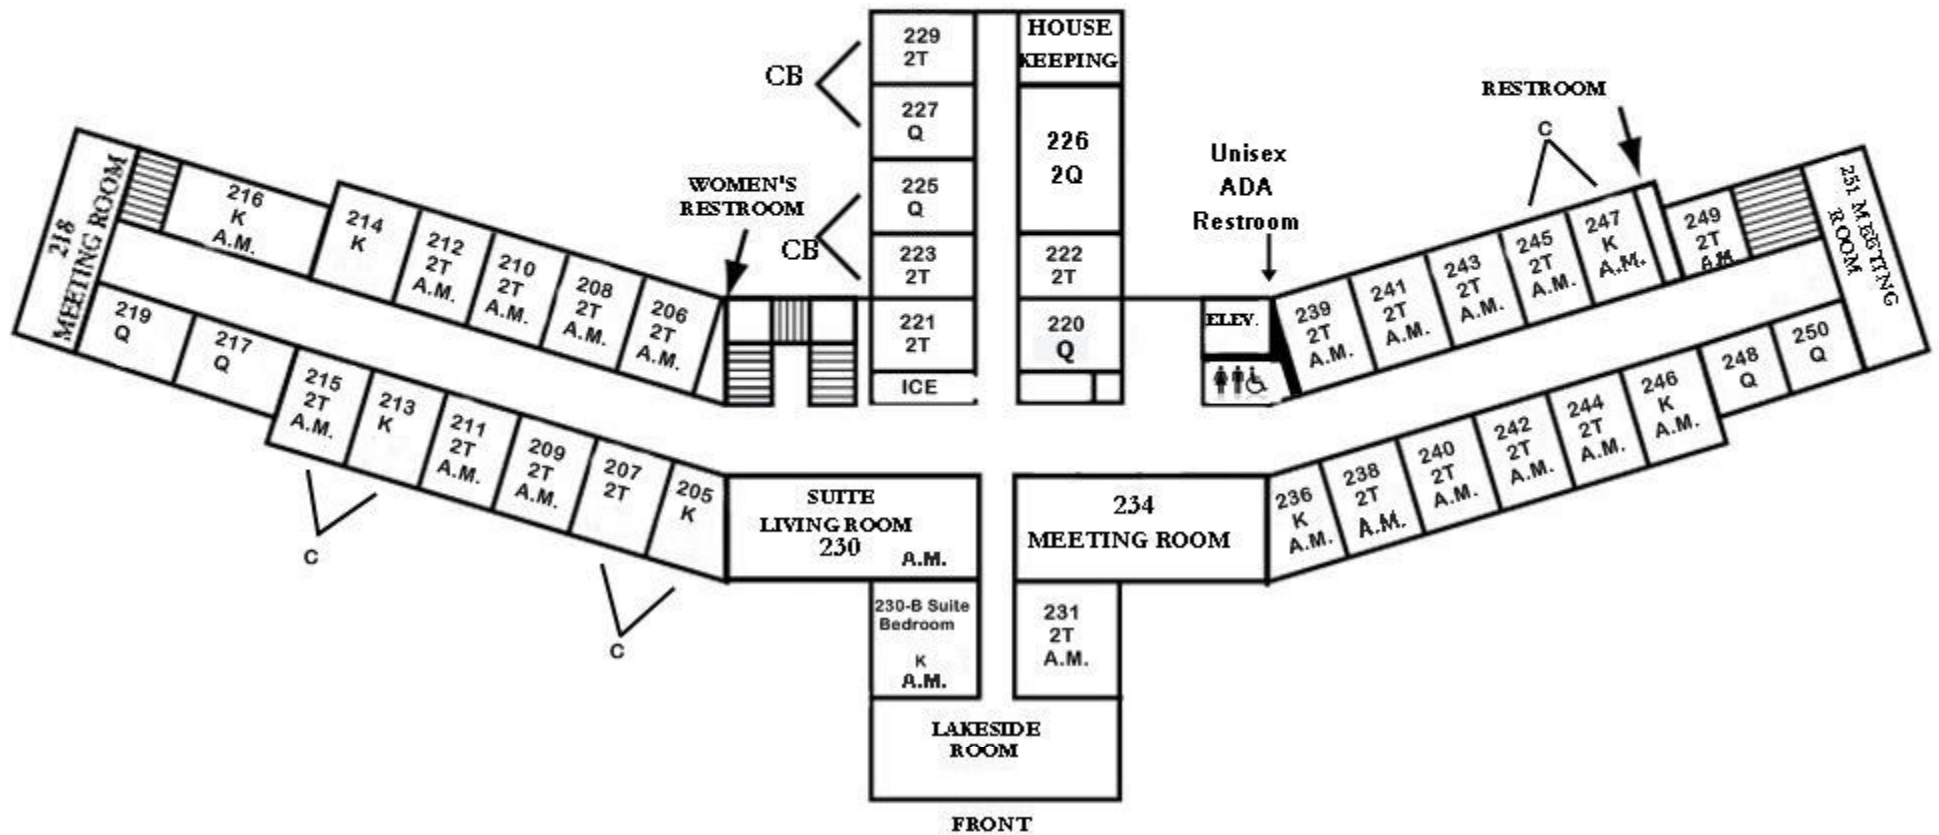 229
2T
227
Q
225
Q
223
2T
221
2T
ICE
CB
CB
HOUSE
KEEPING
226
2Q
222
2T
220
Q
WOMEN'S
RESTROOM
Unisex
ADA
Restroom
RESTROOM
C
218
MEETING ROOM
216
K
A.M.
214
K
212
2T
A.M.
210
2T
A.M.
208
2T
A.M.
206
2T
A.M.
219
Q
217
Q
215
2T
A.M.
213
K
211
2T
A.M.
209
2T
A.M.
207
2T
205
K
C
C
ELEV.
239
2T
A.M.
241
2T
A.M.
243
2T
A.M.
245
2T
A.M.
247
K
A.M.
249
2T
A.M.
251 MEETING
ROOM
236
K
A.M.
238
2T
A.M.
240
2T
A.M.
242
2T
A.M.
244
2T
A.M.
246
K
A.M.
248
Q
250
Q
SUITE
LIVING ROOM
230
A.M.
234
MEETING ROOM
230-B Suite
Bedroom
K
A.M.
231
2T
A.M.
LAKESIDE
ROOM
FRONT